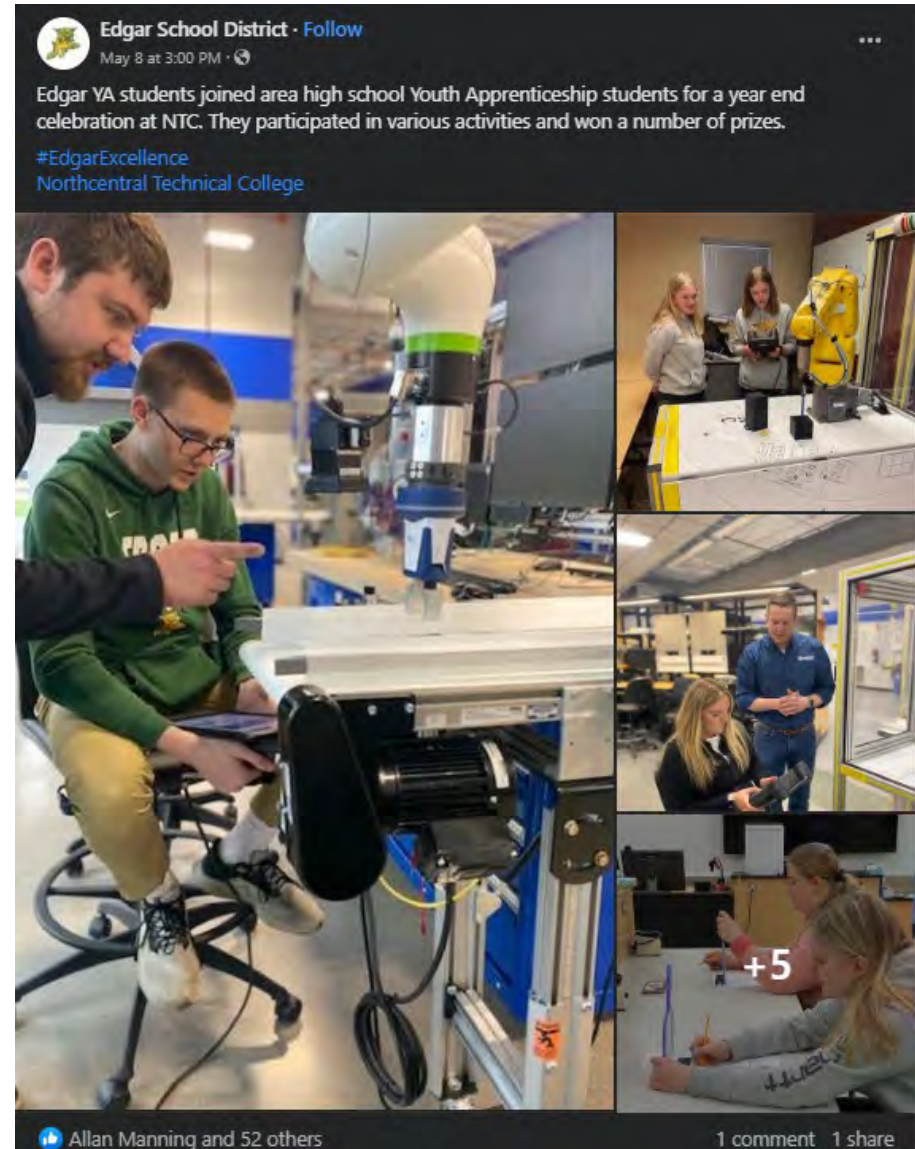 Edgar School District · Follow
May 8 at 3:00 PM ·
Edgar YA students joined area high school Youth Apprenticeship students for a year end
celebration at NTC. They participated in various activities and won a number of prizes.
#EdgarExcellence
Northcentral Technical College
+5
Allan Manning and 52 others
1 comment 1 share